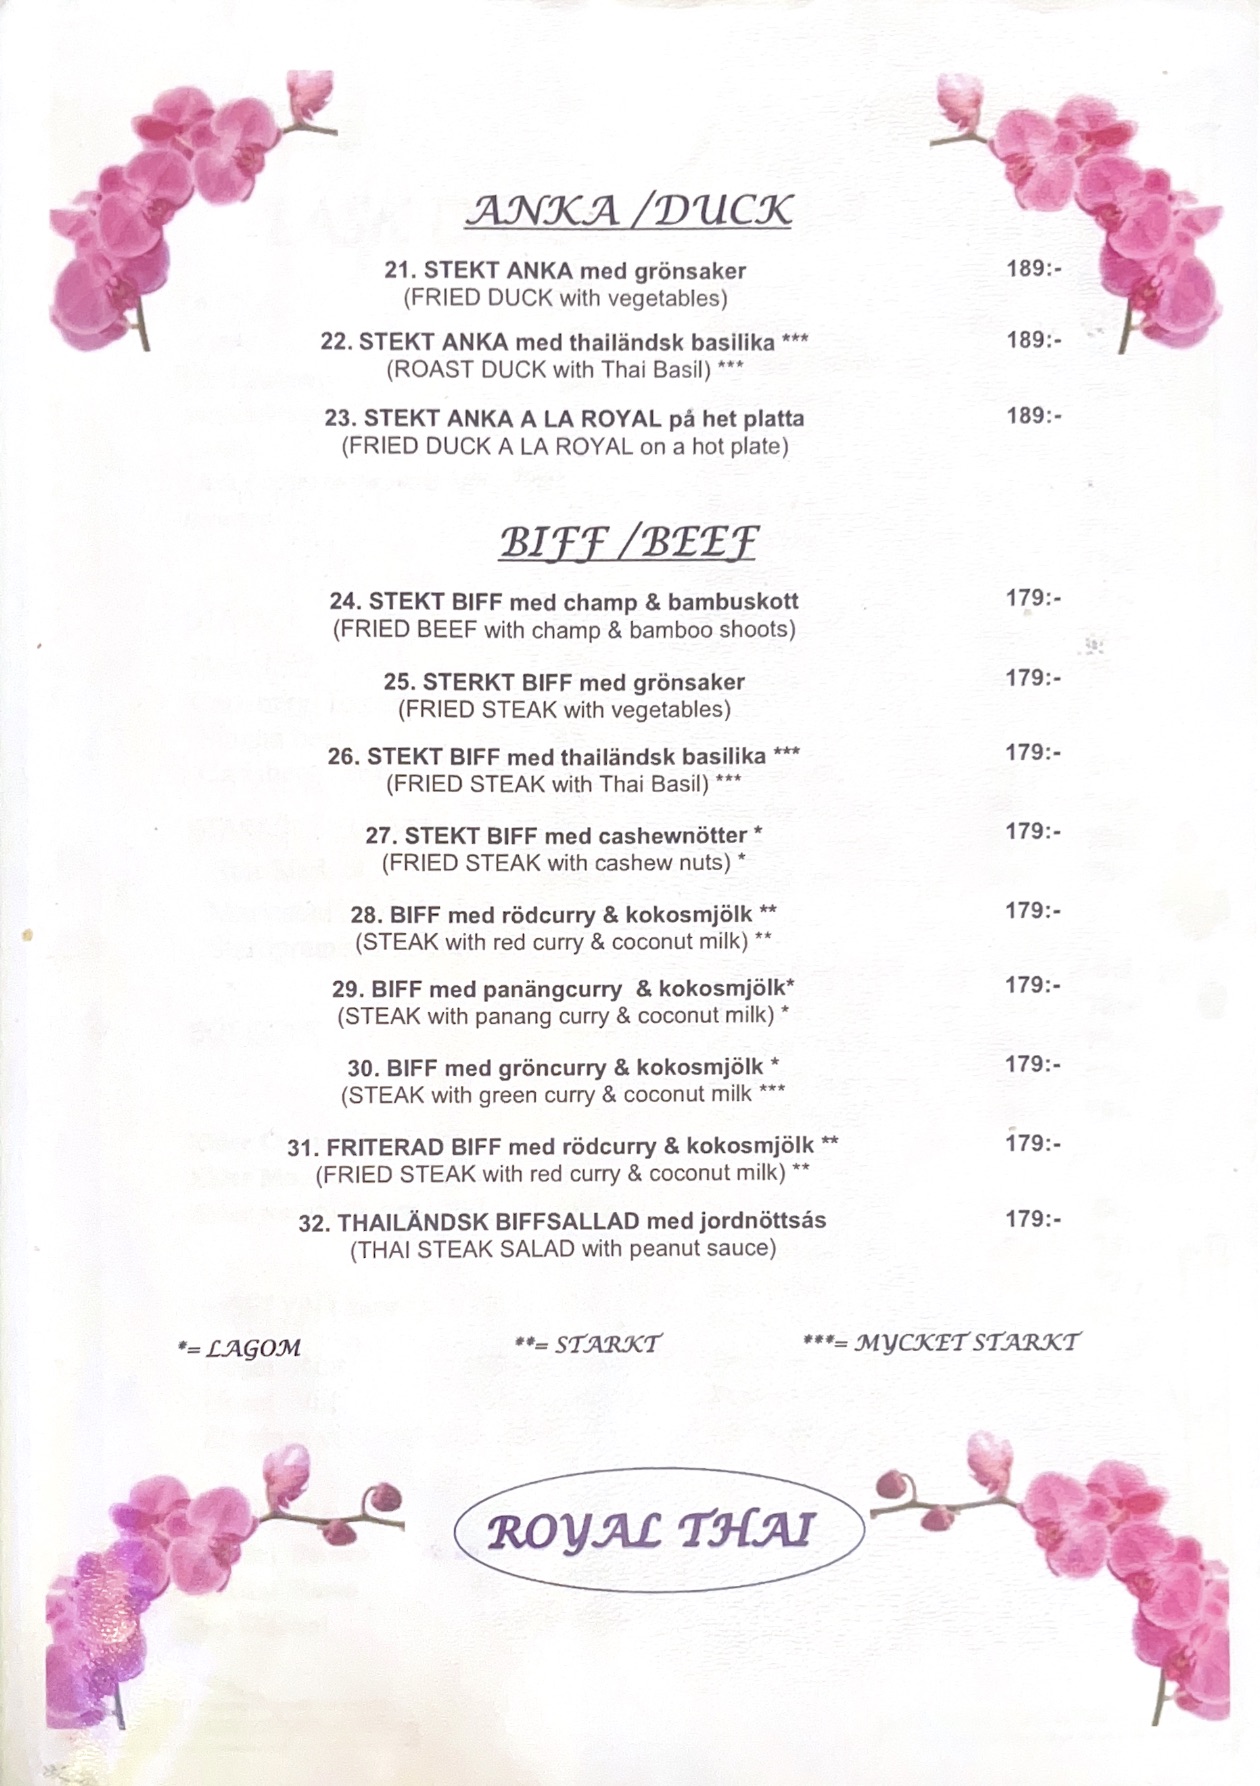 ANKA /DUCK
21. STEKT ANKA med grönsaker 189:-
(FRIED DUCK with vegetables)
22. STEKT ANKA med thailändsk basilika *** 189:-
(ROAST DUCK with Thai Basil) ***
23. STEKT ANKA A LA ROYAL på het platta 189:-
(FRIED DUCK A LA ROYAL on a hot plate)
BIFF /BEEF
24. STEKT BIFF med champ & bambuskott 179:-
(FRIED BEEF with champ & bamboo shoots)
25. STERKT BIFF med grönsaker 179:-
(FRIED STEAK with vegetables)
26. STEKT BIFF med thailändsk basilika *** 179:-
(FRIED STEAK with Thai Basil) ***
27. STEKT BIFF med cashewnötter * 179:-
(FRIED STEAK with cashew nuts) *
28. BIFF med rödcurry & kokosmjölk ** 179:-
(STEAK with red curry & coconut milk) **
29. BIFF med panängcurry & kokosmjölk* 179:-
(STEAK with panang curry & coconut milk) *
30. BIFF med gröncurry & kokosmjölk * 179:-
(STEAK with green curry & coconut milk ***
31. FRITERAD BIFF med rödcurry & kokosmjölk ** 179:-
(FRIED STEAK with red curry & coconut milk) **
32. THAILÄNDSK BIFFSALLAD med jordnöttsás 179:-
(THAI STEAK SALAD with peanut sauce)
*= LAGOM **= STARKT ***= MYCKET STARKT
ROYAL THAI